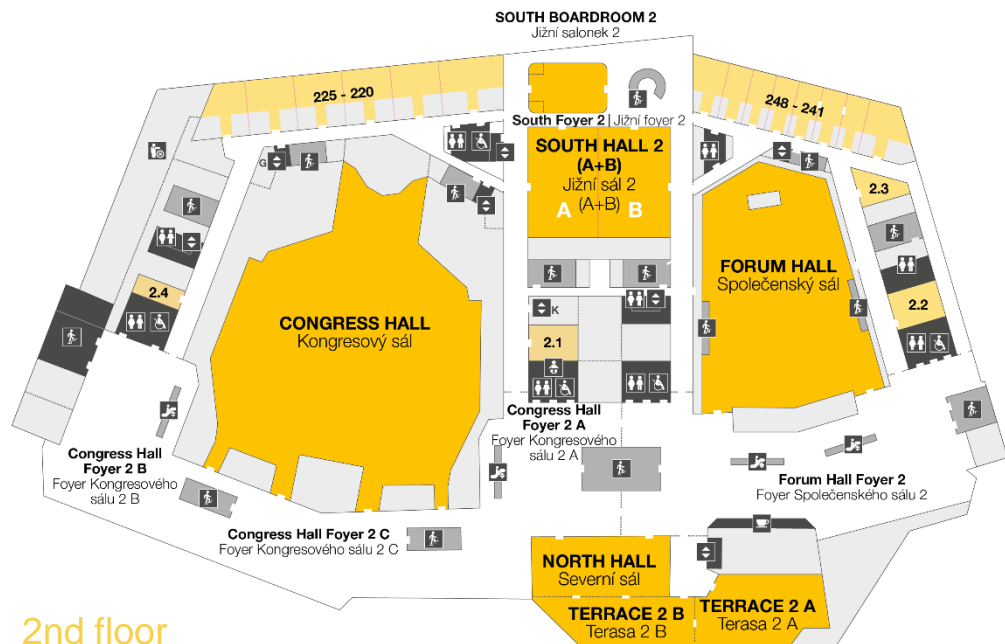 SOUTH BOARDROOM 2
Jižní salonek 2
225 - 220
248 - 241
South Foyer 2 | Jižní foyer 2
SOUTH HALL 2
(A+B)
Jižní sál 2
(A+B)
A
B
G
2.3
2.4
2.2
FORUM HALL
Společenský sál
CONGRESS HALL
Kongresový sál
K
2.1
Congress Hall
Foyer 2 A
Foyer Kongresového
sálu 2 A
Congress Hall
Foyer 2 B
Foyer Kongresového
sálu 2 B
Forum Hall Foyer 2
Foyer Společenského sálu 2
Congress Hall Foyer 2 C
Foyer Kongresového sálu 2 C
NORTH HALL
Severní sál
TERRACE 2 B
Terasa 2 B
TERRACE 2 A
Terasa 2 A
2nd floor